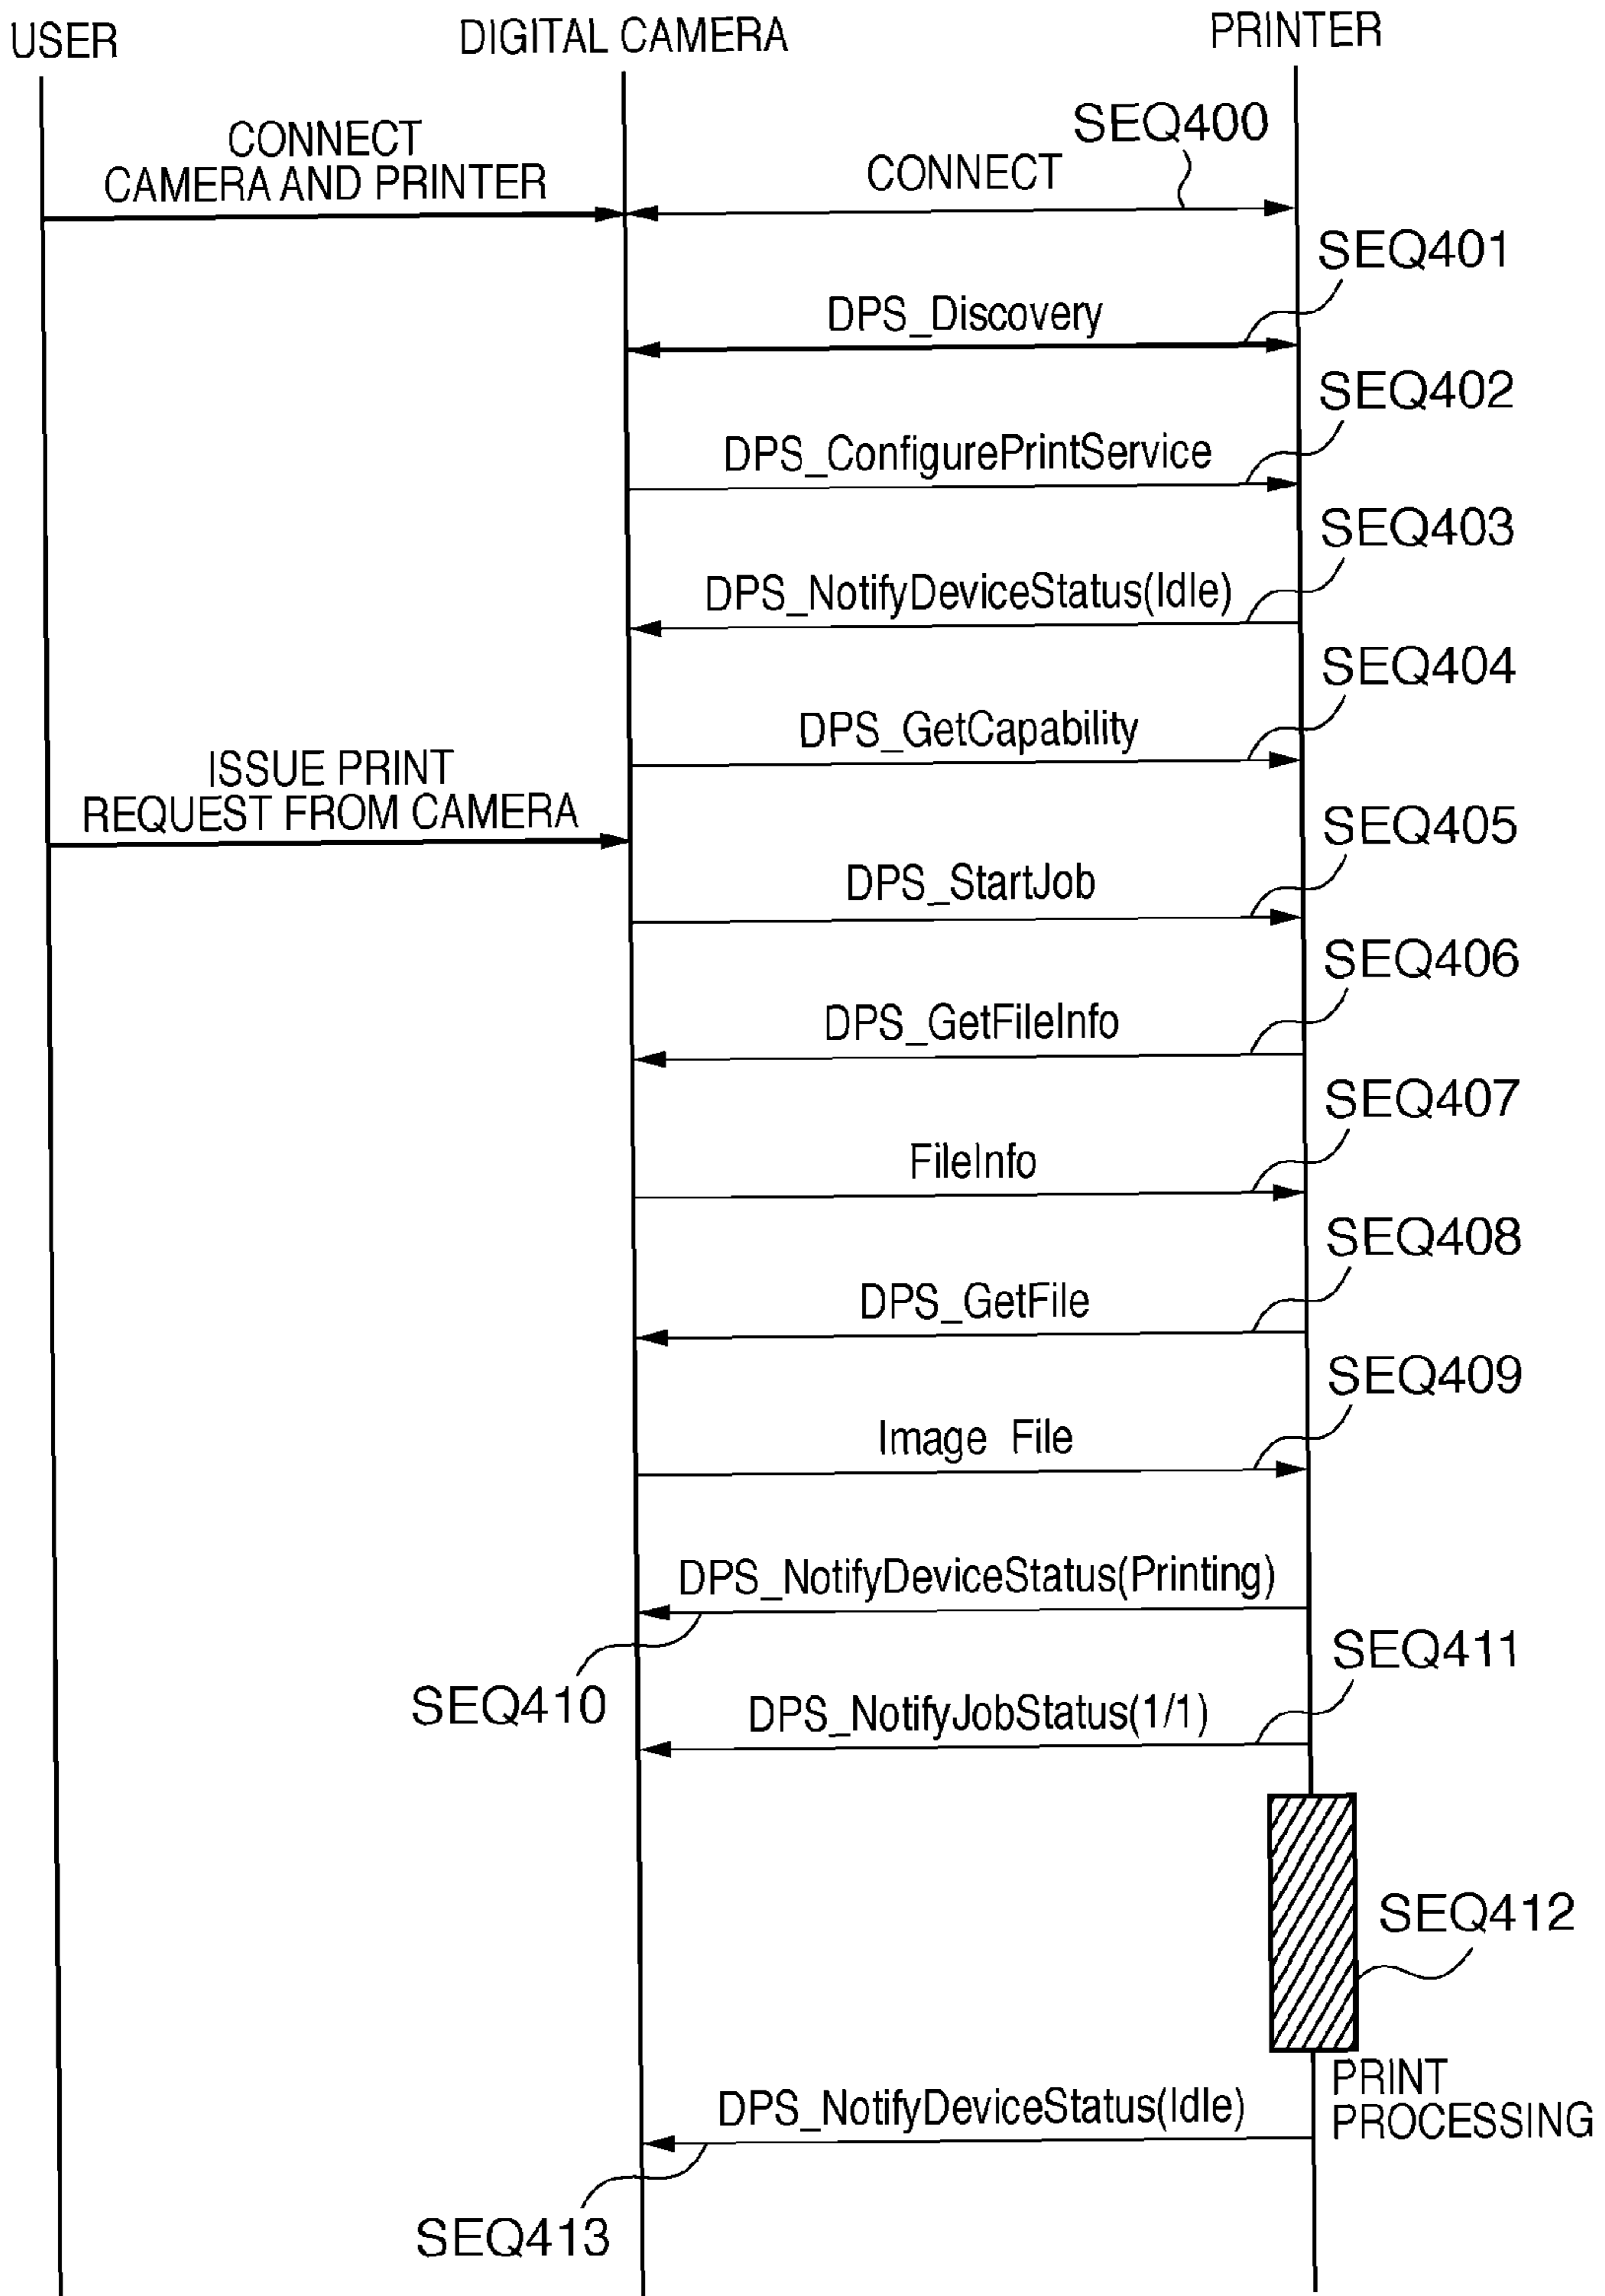 USER
DIGITAL CAMERA
PRINTER
CONNECT
CAMERA AND PRINTER
CONNECT
SEQ400
SEQ401
DPS_Discovery
SEQ402
DPS_ConfigurePrintService
SEQ403
DPS_NotifyDeviceStatus(Idle)
SEQ404
DPS_GetCapability
ISSUE PRINT
REQUEST FROM CAMERA
SEQ405
DPS_StartJob
SEQ406
DPS_GetFileInfo
SEQ407
FileInfo
SEQ408
DPS_GetFile
SEQ409
Image File
DPS_NotifyDeviceStatus(Printing)
SEQ410
SEQ411
DPS_NotifyJobStatus(1/1)
SEQ412
PRINT
PROCESSING
DPS_NotifyDeviceStatus(Idle)
SEQ413